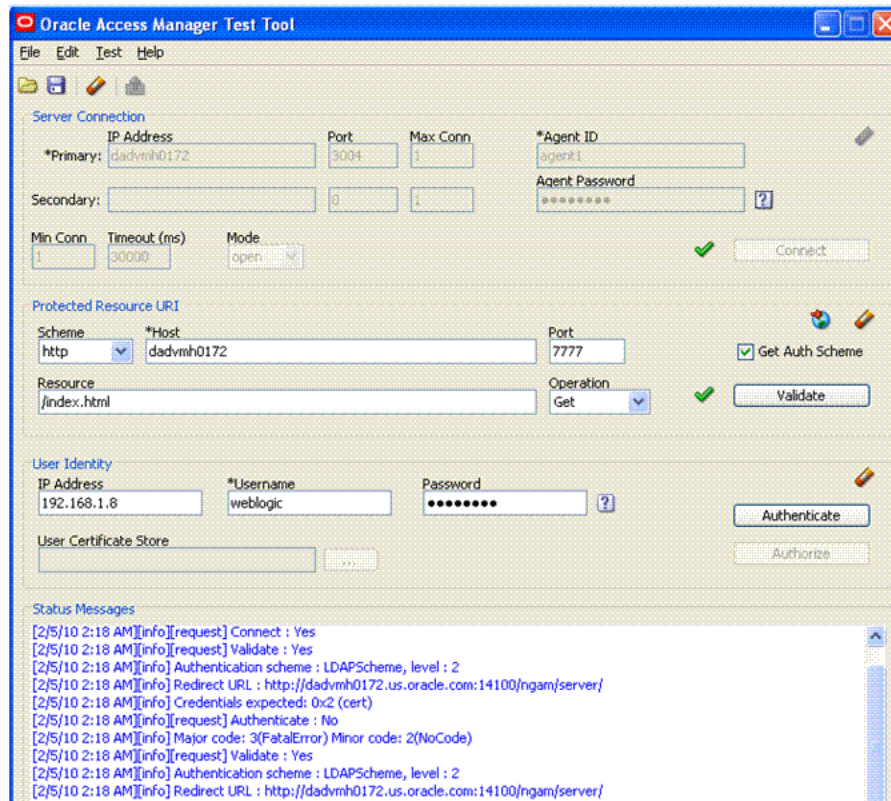 Oracle Access Manager Test Tool
File Edit Test Help
Server Connection
IP Address Port Max Conn *Agent ID
*Primary: dadvmh0172 3004 1 agent1
Agent Password
Secondary: 0 1 ●●●●●●●● ?
Min Conn Timeout (ms) Mode
1 30000 open Connect
Protected Resource URI
Scheme *Host Port
http dadvmh0172 7777 Get Auth Scheme
Resource Operation
/index.html Get Validate
User Identity
IP Address *Username Password
192.168.1.8 weblogic ●●●●●●●● ?
Authenticate
User Certificate Store
... Authorize
Status Messages
[2/5/10 2:18 AM][info][request] Connect : Yes
[2/5/10 2:18 AM][info][request] Validate : Yes
[2/5/10 2:18 AM][info] Authentication scheme : LDAPScheme, level : 2
[2/5/10 2:18 AM][info] Redirect URL : http://dadvmh0172.us.oracle.com:14100/ngam/server/
[2/5/10 2:18 AM][info] Credentials expected: 0x2 (cert)
[2/5/10 2:18 AM][info][request] Authenticate : No
[2/5/10 2:18 AM][info] Major code: 3(FatalError) Minor code: 2(NoCode)
[2/5/10 2:18 AM][info][request] Validate : Yes
[2/5/10 2:18 AM][info] Authentication scheme : LDAPScheme, level : 2
[2/5/10 2:18 AM][info] Redirect URL : http://dadvmh0172.us.oracle.com:14100/ngam/server/